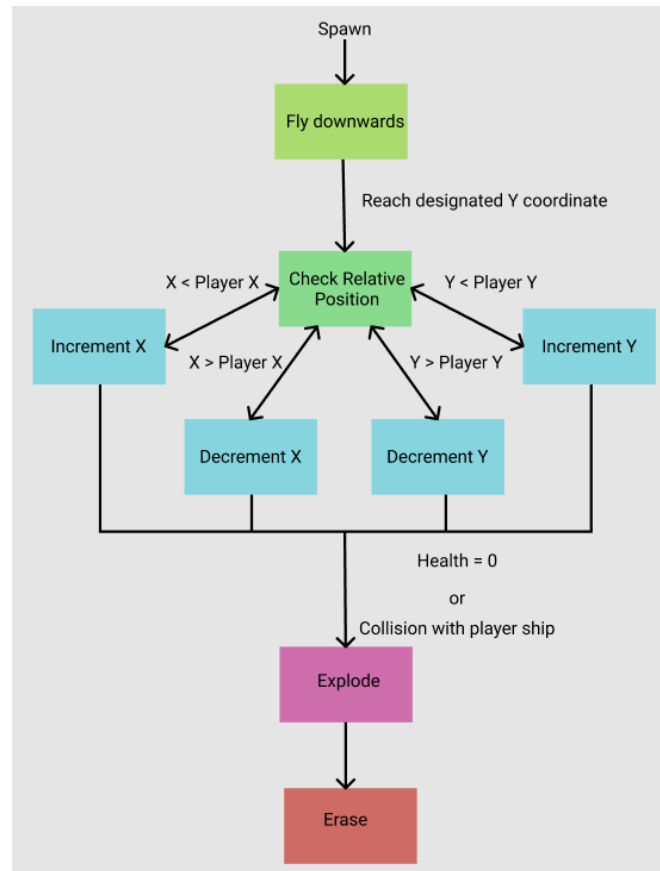 Spawn
Fly downwards
Reach designated Y coordinate
Check Relative
Position
X < Player X
Y < Player Y
Increment X
Increment Y
X > Player X
Y > Player Y
Decrement X
Decrement Y
Health = 0
or
Collision with player ship
Explode
Erase